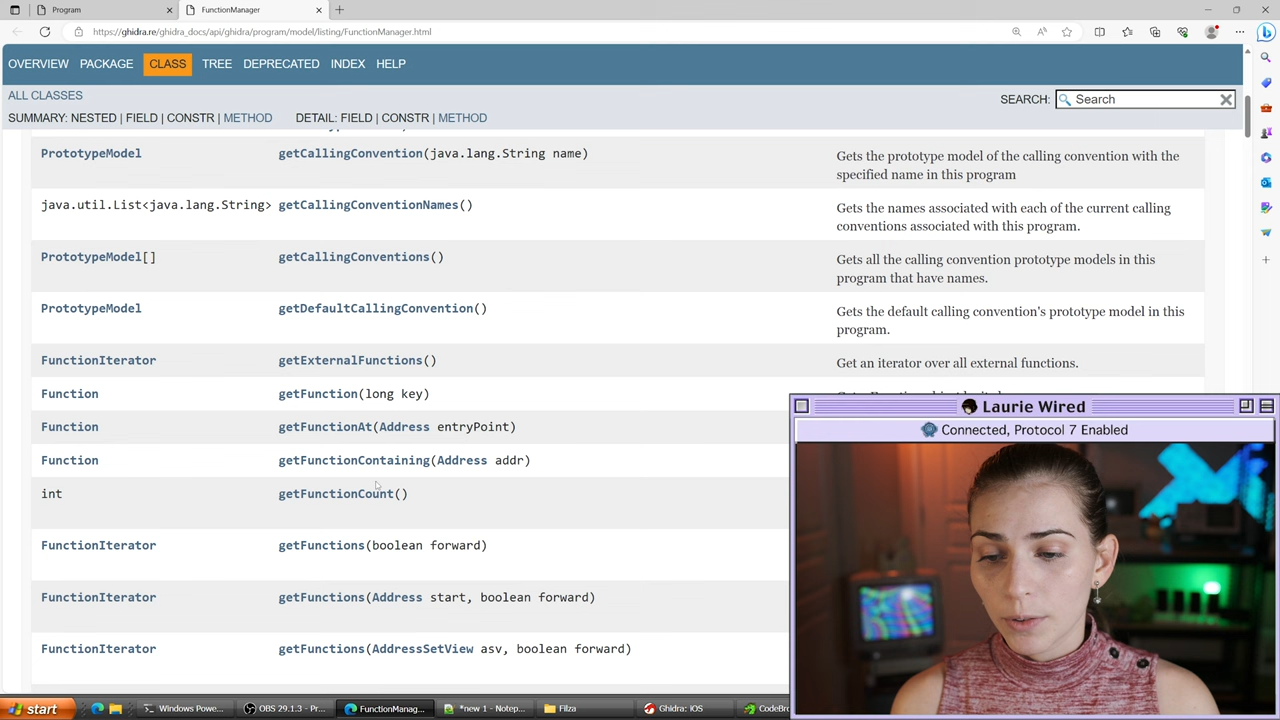 Program
FunctionManager
https://ghidra.re/ghidra_docs/api/ghidra/program/model/listing/FunctionManager.html
OVERVIEW PACKAGE CLASS TREE DEPRECATED INDEX HELP
ALL CLASSES
SEARCH: Search
SUMMARY: NESTED | FIELD | CONSTR | METHOD DETAIL: FIELD | CONSTR | METHOD
PrototypeModel getCallingConvention(java.lang.String name) Gets the prototype model of the calling convention with the
specified name in this program
java.util.List<java.lang.String> getCallingConventionNames() Gets the names associated with each of the current calling
conventions associated with this program.
PrototypeModel[] getCallingConventions() Gets all the calling convention prototype models in this
program that have names.
PrototypeModel getDefaultCallingConvention() Gets the default calling convention's prototype model in this
program.
FunctionIterator getExternalFunctions() Get an iterator over all external functions.
Function getFunction(long key)
Function getFunctionAt(Address entryPoint)
Function getFunctionContaining(Address addr)
int getFunctionCount()
FunctionIterator getFunctions(boolean forward)
FunctionIterator getFunctions(Address start, boolean forward)
FunctionIterator getFunctions(AddressSetView asv, boolean forward)
Laurie Wired
Connected, Protocol 7 Enabled
start Windows Powe... OBS 29.1.3 - Pr... FunctionManag... *new 1 - Notep... Filza Ghidra: iOS CodeBro